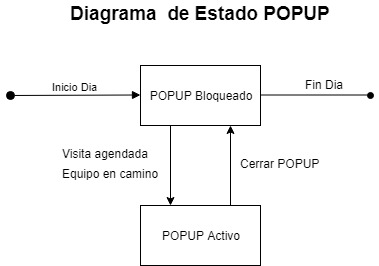 Diagrama de Estado POPUP
Inicio Dia
POPUP Bloqueado
Fin Dia
Visita agendada
Equipo en camino
Cerrar POPUP
POPUP Activo